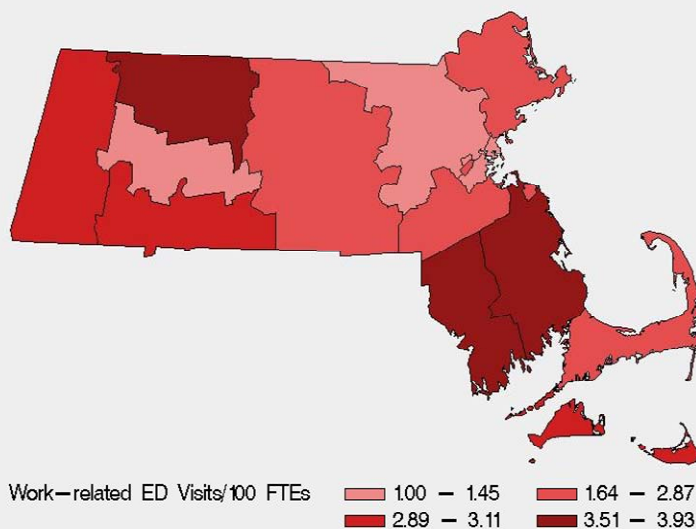 Work-related ED Visits/100 FTEs 1.00 - 1.45 1.64 - 2.87
2.89 - 3.11 3.51 - 3.93